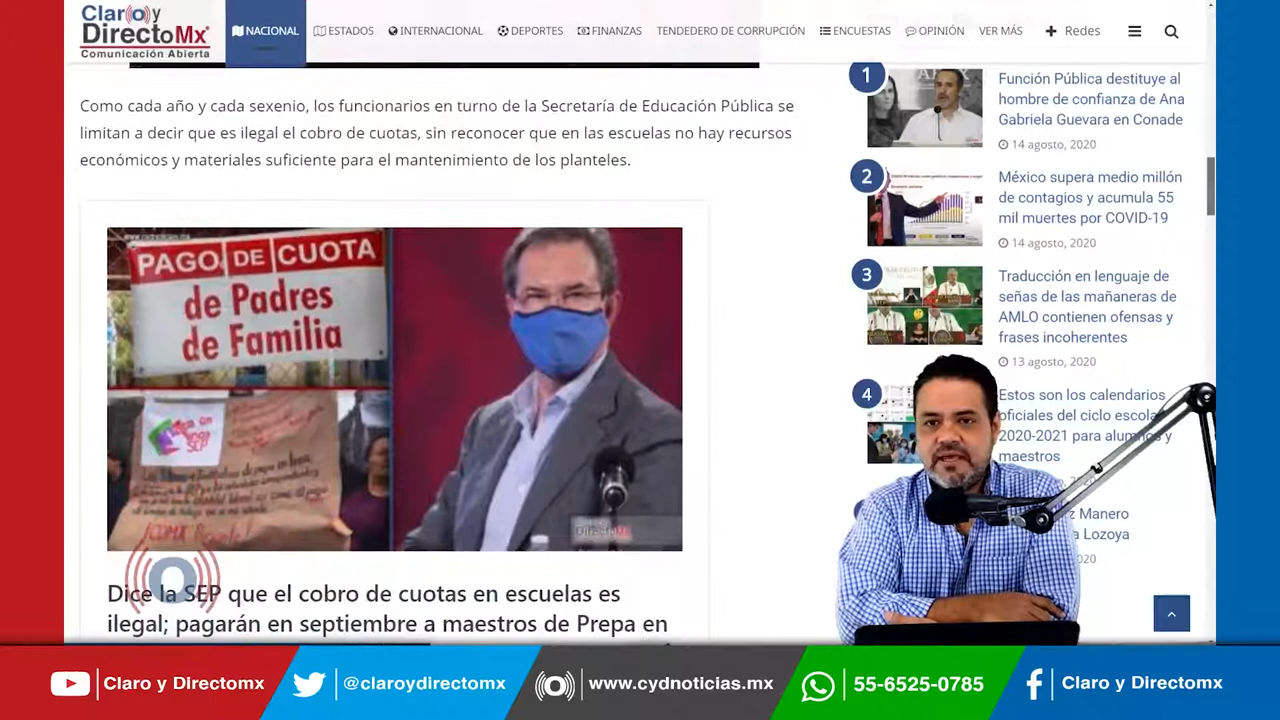 Claro y
DirectoMx
Comunicación Abierta
NACIONAL
ESTADOS
INTERNACIONAL
DEPORTES
FINANZAS
TENDEDERO DE CORRUPCIÓN
ENCUESTAS
OPINIÓN
VER MÁS
Redes
Como cada año y cada sexenio, los funcionarios en turno de la Secretaría de Educación Pública se
limitan a decir que es ilegal el cobro de cuotas, sin reconocer que en las escuelas no hay recursos
económicos y materiales suficiente para el mantenimiento de los planteles.
PAGO DE CUOTA
de Padres
de Familia
SEP
DirectoMx
Dice la SEP que el cobro de cuotas en escuelas es
ilegal; pagarán en septiembre a maestros de Prepa en
1
Función Pública destituye al
hombre de confianza de Ana
Gabriela Guevara en Conade
14 agosto, 2020
2
México supera medio millón
de contagios y acumula 55
mil muertes por COVID-19
14 agosto, 2020
3
Traducción en lenguaje de
señas de las mañaneras de
AMLO contienen ofensas y
frases incoherentes
13 agosto, 2020
4
Estos son los calendarios
oficiales del ciclo escola
2020-2021 para alumnos y
maestros
z Manero
a Lozoya
2020
Claro y Directomx
@claroydirectomx
www.cydnoticias.mx
55-6525-0785
Claro y Directomx